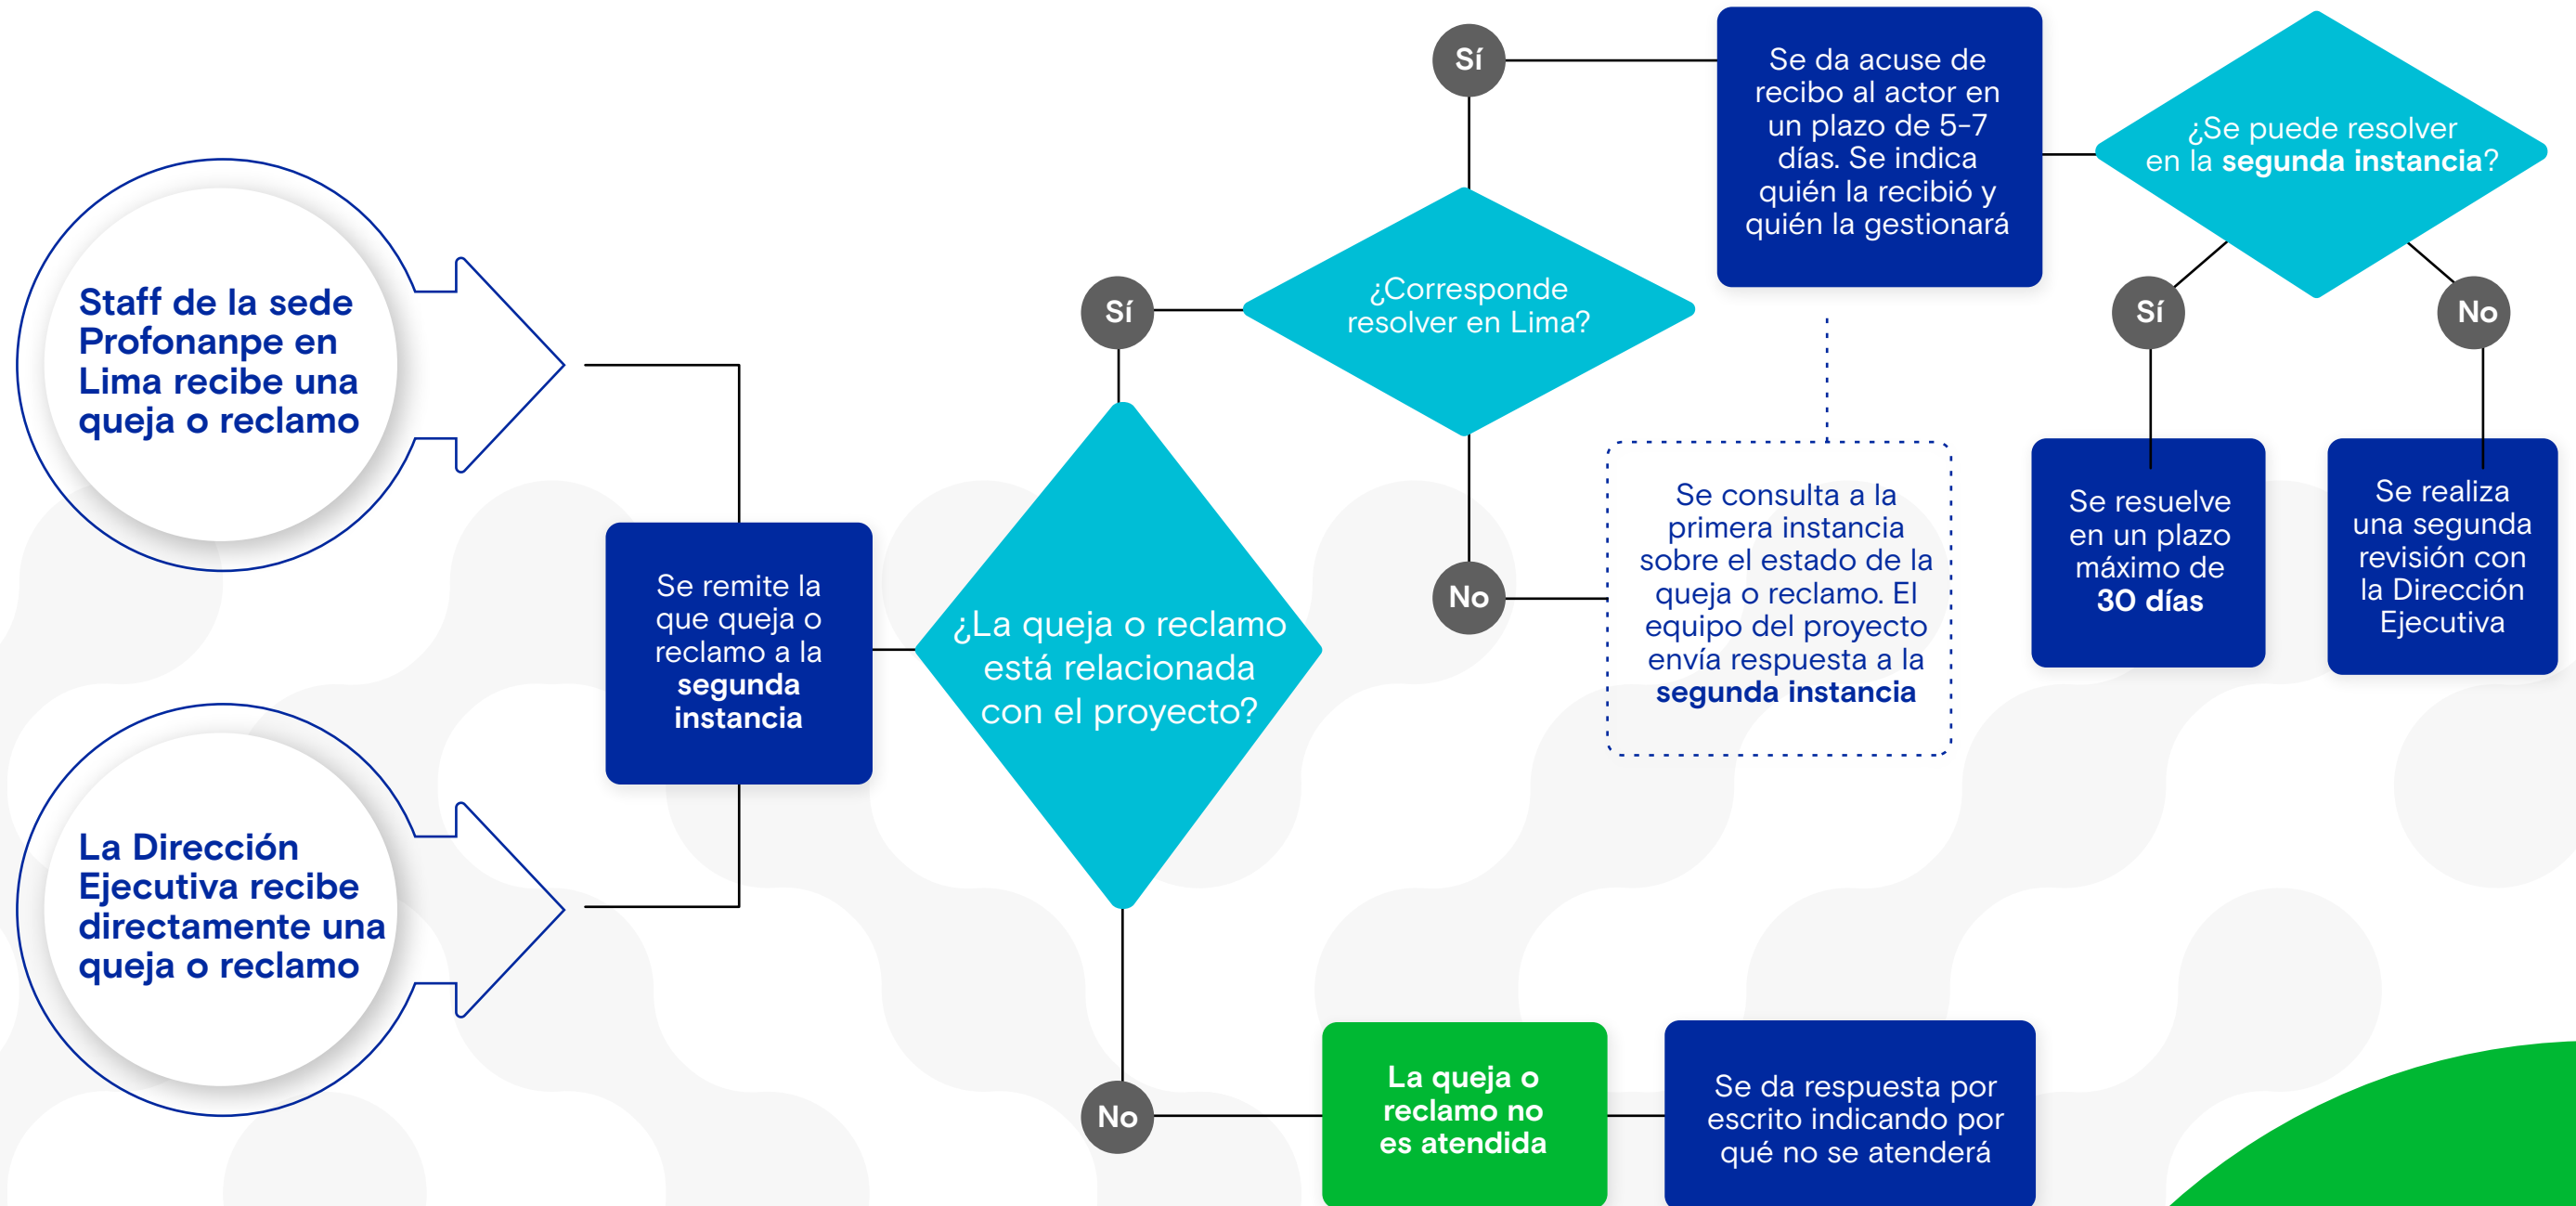 Staff de la sede
Profonanpe en
Lima recibe una
queja o reclamo
La Dirección
Ejecutiva recibe
directamente una
queja o reclamo
Se remite la
que queja o
reclamo a la
segunda
instancia
¿La queja o reclamo
está relacionada
con el proyecto?
Sí
¿Corresponde
resolver en Lima?
Sí
Se da acuse de
recibo al actor en
un plazo de 5-7
días. Se indica
quién la recibió y
quién la gestionará
¿Se puede resolver
en la segunda instancia?
Sí
Se resuelve
en un plazo
máximo de
30 días
No
Se realiza
una segunda
revisión con
la Dirección
Ejecutiva
No
Se consulta a la
primera instancia
sobre el estado de la
queja o reclamo. El
equipo del proyecto
envía respuesta a la
segunda instancia
No
La queja o
reclamo no
es atendida
Se da respuesta por
escrito indicando por
qué no se atenderá